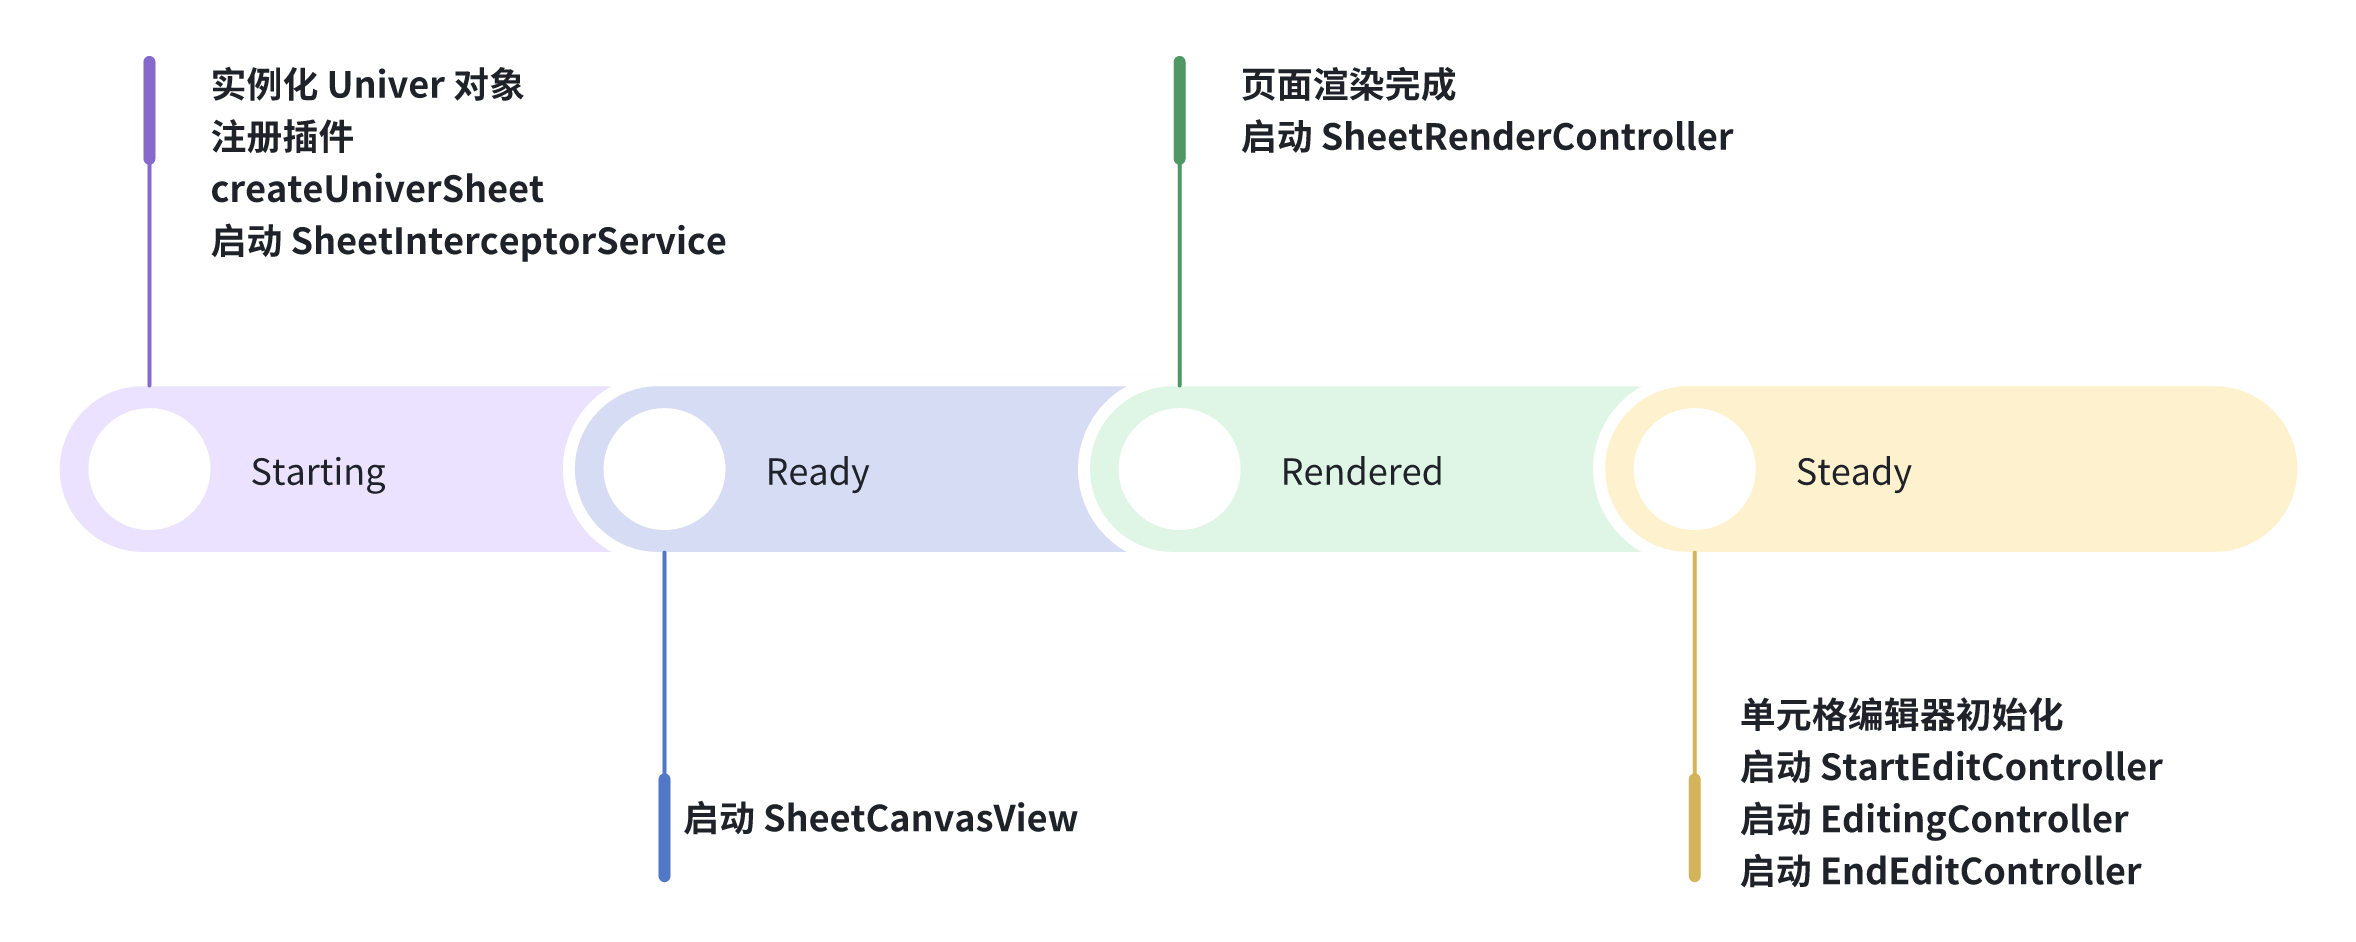 实例化 Univer 对象
注册插件
createUniverSheet
启动 SheetInterceptorService
页面渲染完成
启动 SheetRenderController
Starting
Ready
Rendered
Steady
启动 SheetCanvasView
单元格编辑器初始化
启动 StartEditController
启动 EditingController
启动 EndEditController